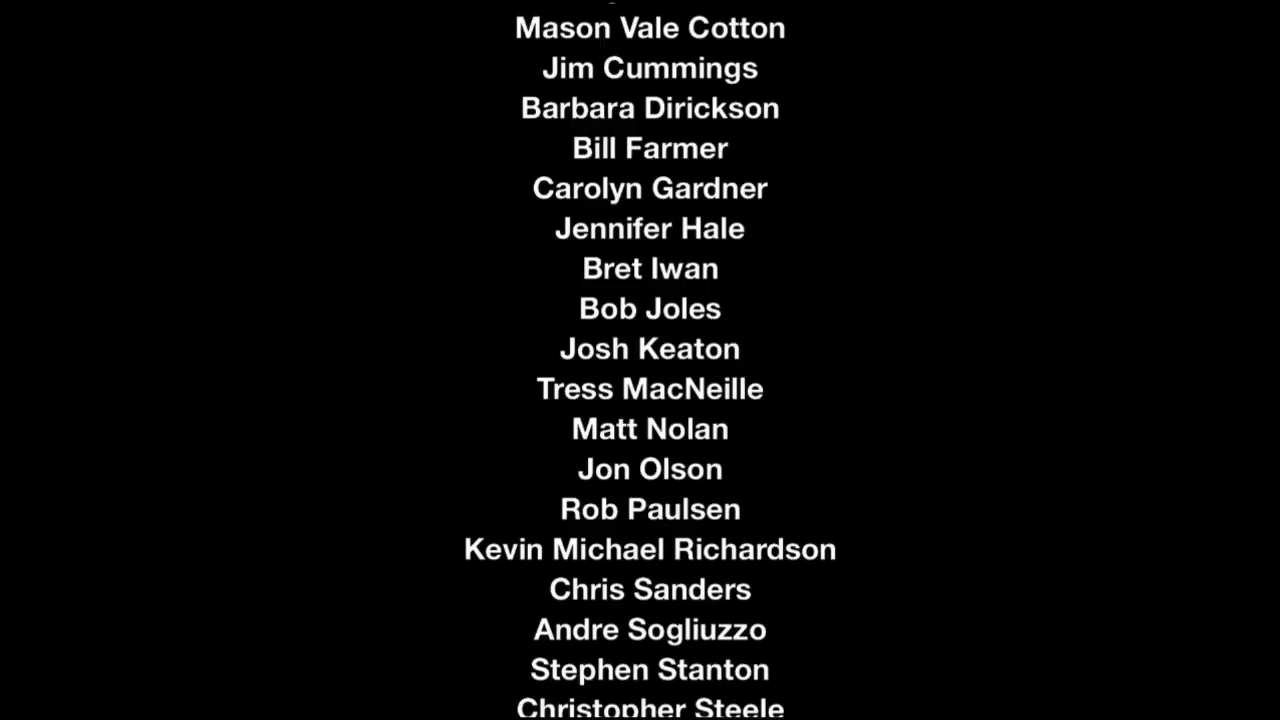 Mason Vale Cotton
Jim Cummings
Barbara Dirickson
Bill Farmer
Carolyn Gardner
Jennifer Hale
Bret Iwan
Bob Joles
Josh Keaton
Tress MacNeille
Matt Nolan
Jon Olson
Rob Paulsen
Kevin Michael Richardson
Chris Sanders
Andre Sogliuzzo
Stephen Stanton
Christopher Steele